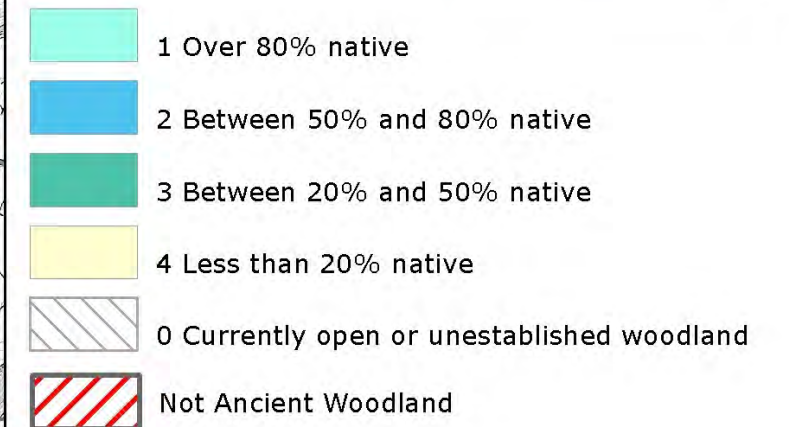 1 Over 80% native
2 Between 50% and 80% native
3 Between 20% and 50% native
4 Less than 20% native
0 Currently open or unestablished woodland
Not Ancient Woodland